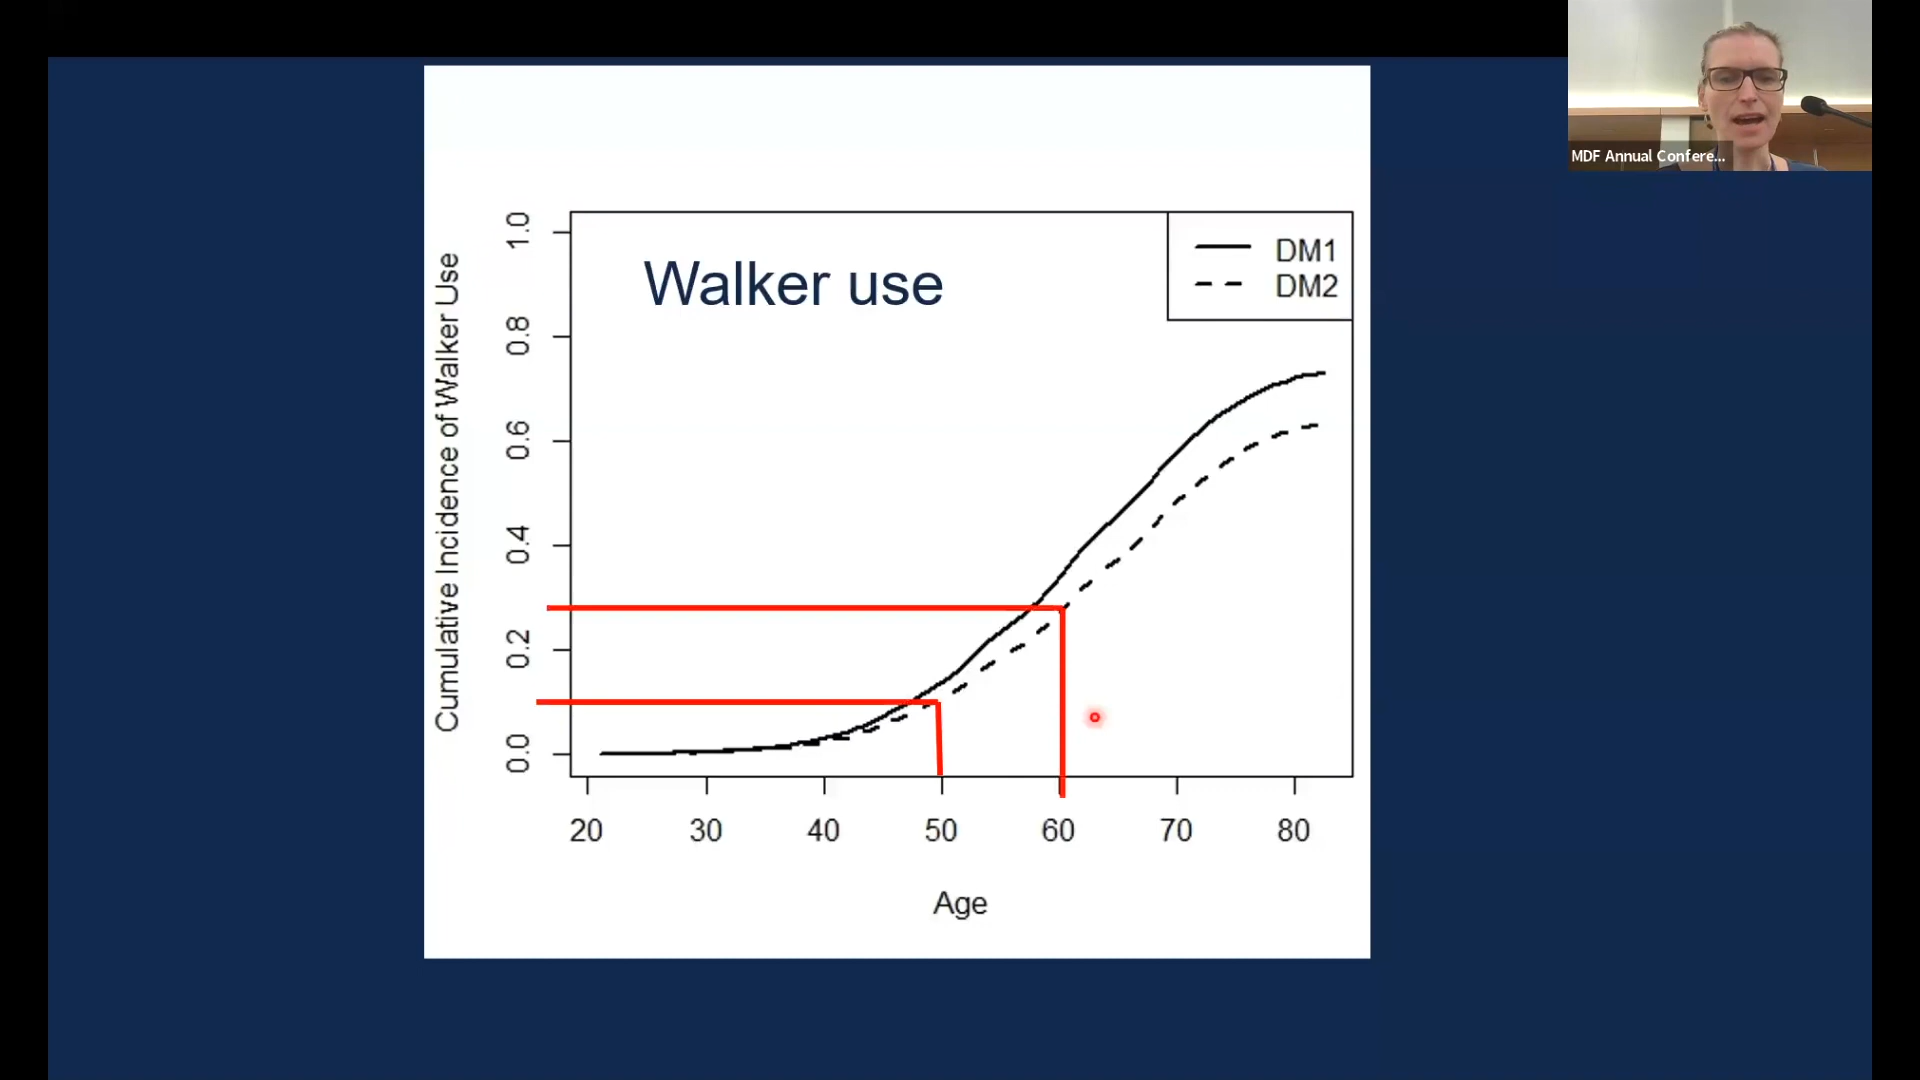 MDF Annual Confere...
Walker use
DM1
DM2
Cumulative Incidence of Walker Use
1.0
0.8
0.6
0.4
0.2
0.0
20 30 40 50 60 70 80
Age